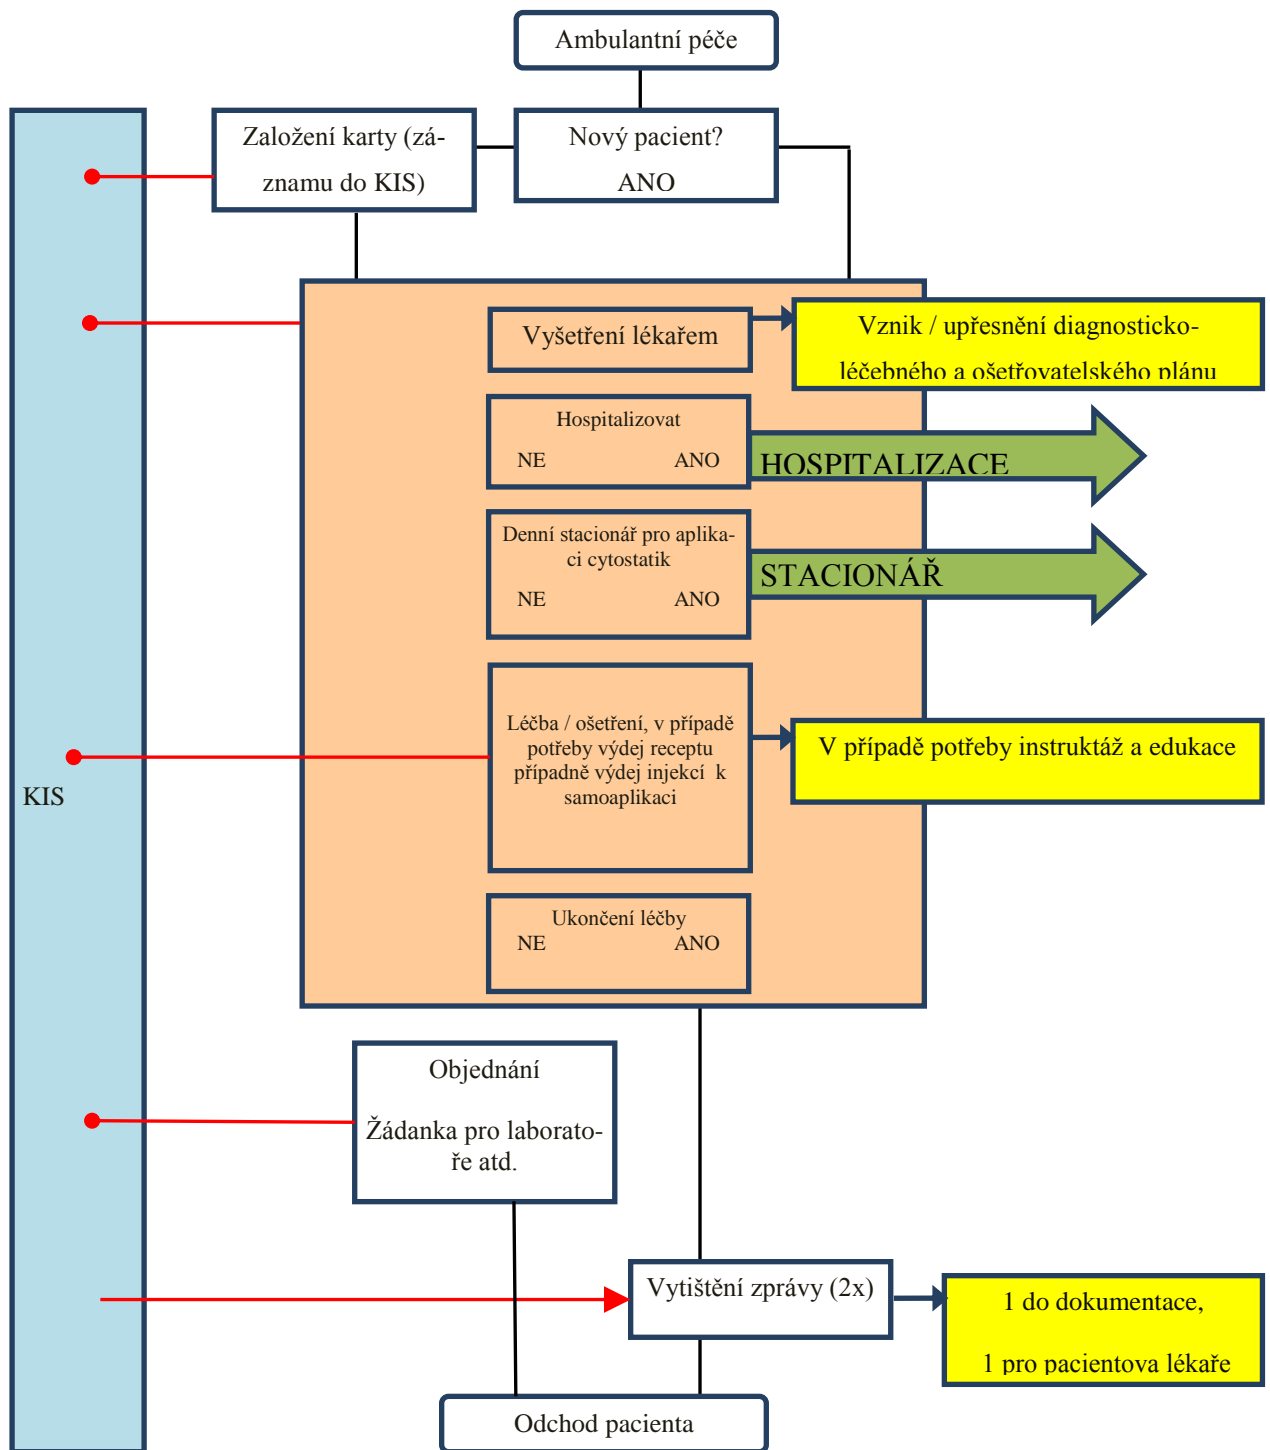 Ambulantní péče
Založení karty (zá-
znamu do KIS)
Nový pacient?
ANO
Vyšetření lékařem
Vznik / upřesnění diagnosticko-
léčebného a ošetřovatelského plánu
Hospitalizovat
NE ANO
HOSPITALIZACE
Denní stacionář pro aplika-
ci cytostatik
NE ANO
STACIONÁŘ
Léčba / ošetření, v případě
potřeby výdej receptu
případně výdej injekcí k
samoaplikaci
V případě potřeby instruktáž a edukace
KIS
Ukončení léčby
NE ANO
Objednání
Žádanka pro laborato-
ře atd.
Vytištění zprávy (2x)
1 do dokumentace,
1 pro pacientova lékaře
Odchod pacienta